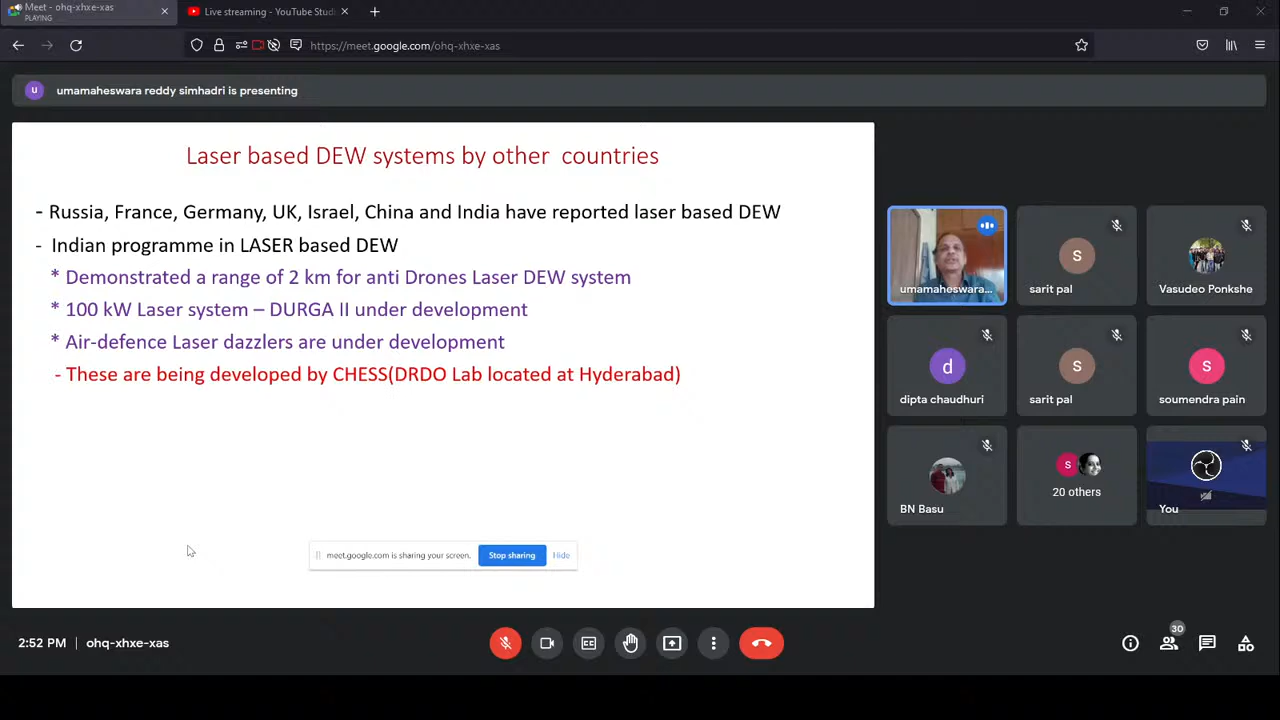 Meet - ohq-xhxe-xas
PLAYING
Live streaming - YouTube Stud
https://meet.google.com/ohq-xhxe-xas
u
umamaheswara reddy simhadri is presenting
Laser based DEW systems by other countries
- Russia, France, Germany, UK, Israel, China and India have reported laser based DEW
- Indian programme in LASER based DEW
* Demonstrated a range of 2 km for anti Drones Laser DEW system
* 100 kW Laser system – DURGA II under development
* Air-defence Laser dazzlers are under development
- These are being developed by CHESS(DRDO Lab located at Hyderabad)
meet.google.com is sharing your screen. Stop sharing Hide
umamaheswara...
s
sarit pal
Vasudeo Ponkshe
d
dipta chaudhuri
s
sarit pal
s
soumendra pain
BN Basu
s
20 others
You
2:52 PM | ohq-xhxe-xas
30